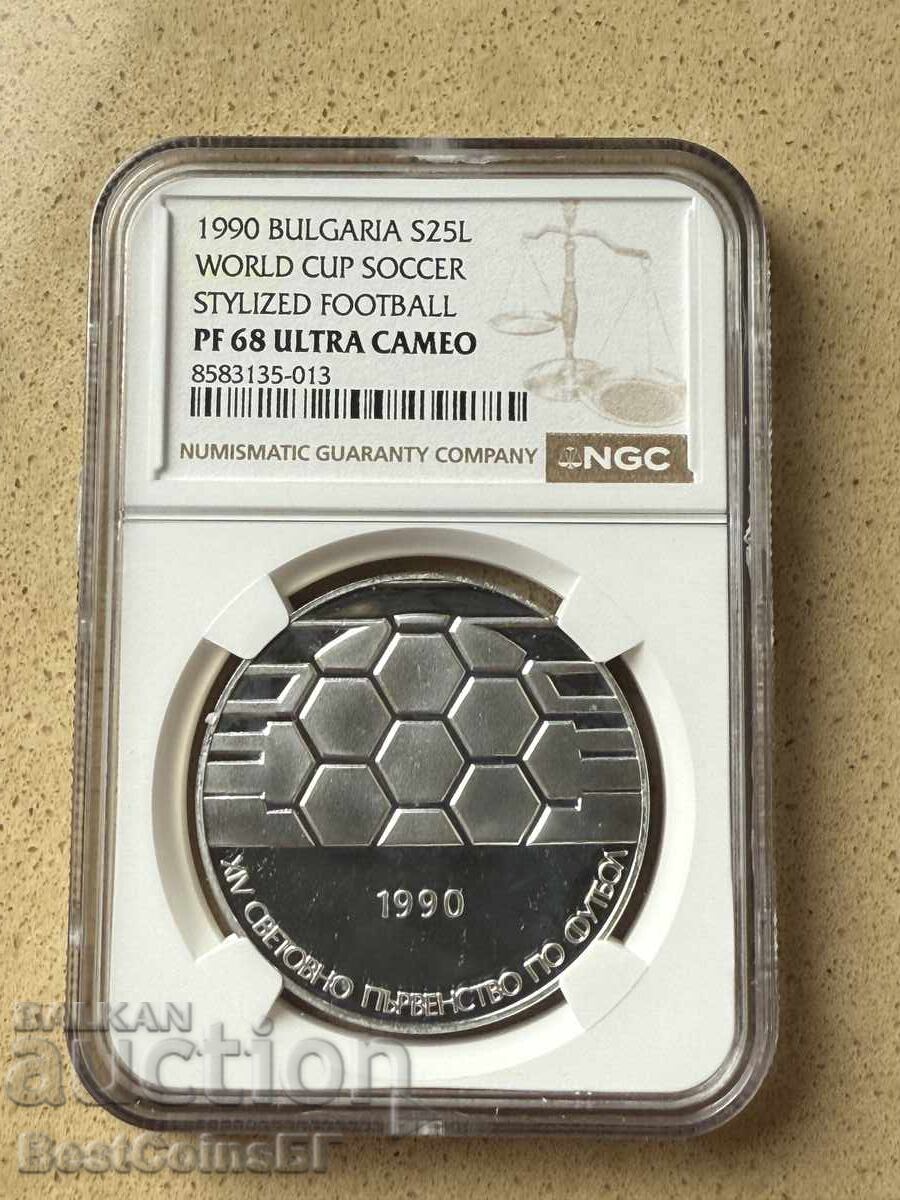 1990 BULGARIA S25L
WORLD CUP SOCCER
STYLIZED FOOTBALL
PF 68 ULTRA CAMEO
8583135-013
NUMISMATIC GUARANTY COMPANY NGC
1990
XIV СВЕТОВНО ПЪРВЕНСТВО ПО ФУТБОЛ
BALKAN
auction
BestCoinsБГ